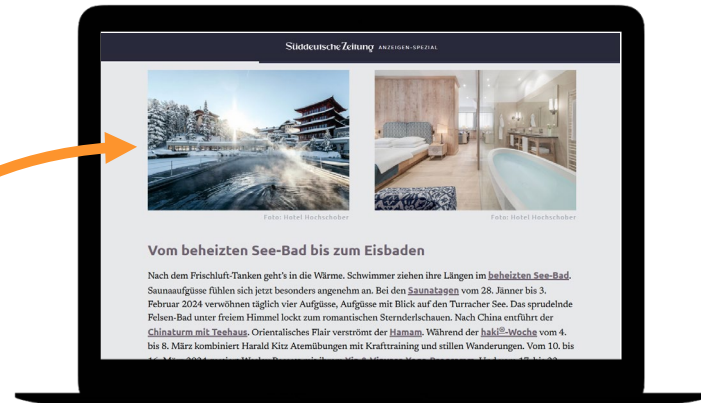 Süddeutsche Zeitung ANZEIGEN-SPEZIAL
Foto: Hotel Hochschober
Foto: Hotel Hochschober
Vom beheizten See-Bad bis zum Eisbaden
Nach dem Frischluft-Tanken geht's in die Wärme. Schwimmer ziehen ihre Längen im beheizten See-Bad.
Saunaaufgüsse fühlen sich jetzt besonders angenehm an. Bei den Saunatagen vom 28. Jänner bis 3.
Februar 2024 verwöhnen täglich vier Aufgüsse, Aufgüsse mit Blick auf den Turracher See. Das sprudelnde
Felsen-Bad unter freiem Himmel lockt zum romantischen Sternderlschauen. Nach China entführt der
Chinaturm mit Teehaus. Orientalisches Flair verströmt der Hamam. Während der haki®-Woche vom 4.
bis 8. März kombiniert Harald Kitz Atemübungen mit Krafttraining und stillen Wanderungen. Vom 10. bis